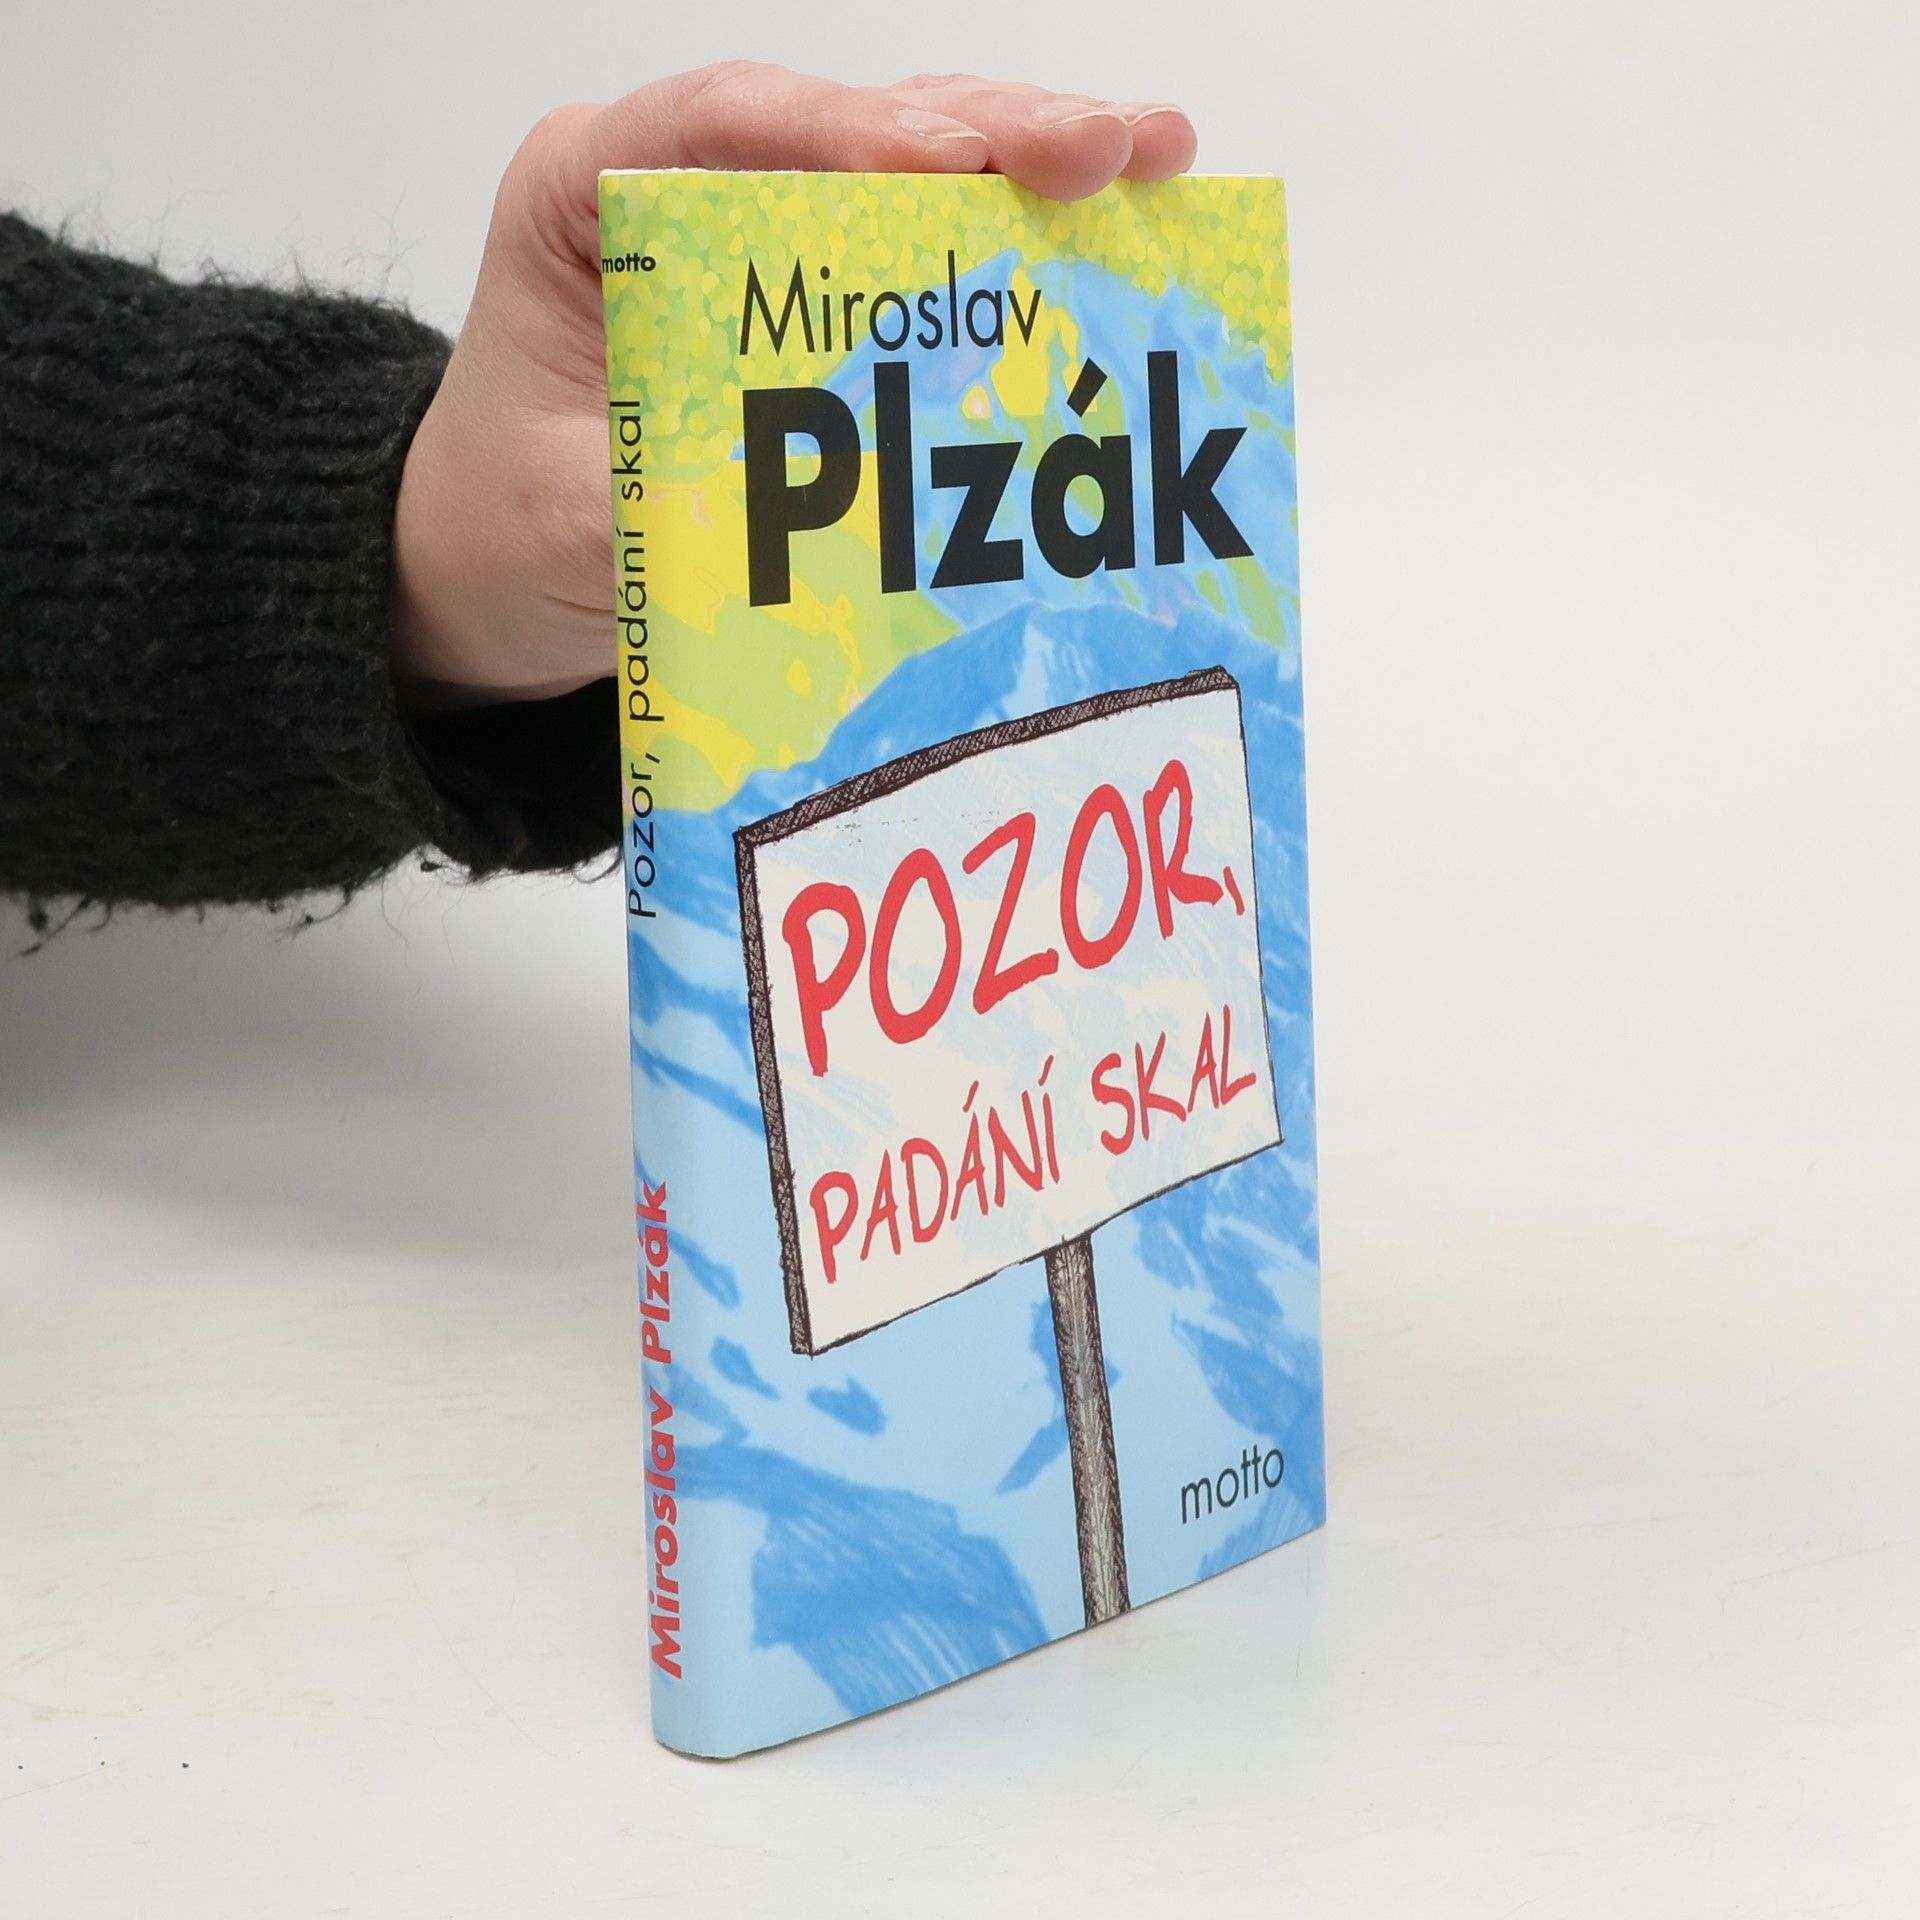 motto
Pozor, padání skal
Miroslav Plzák
Miroslav
Plzák
POZOR,
PADÁNÍ SKAL
motto